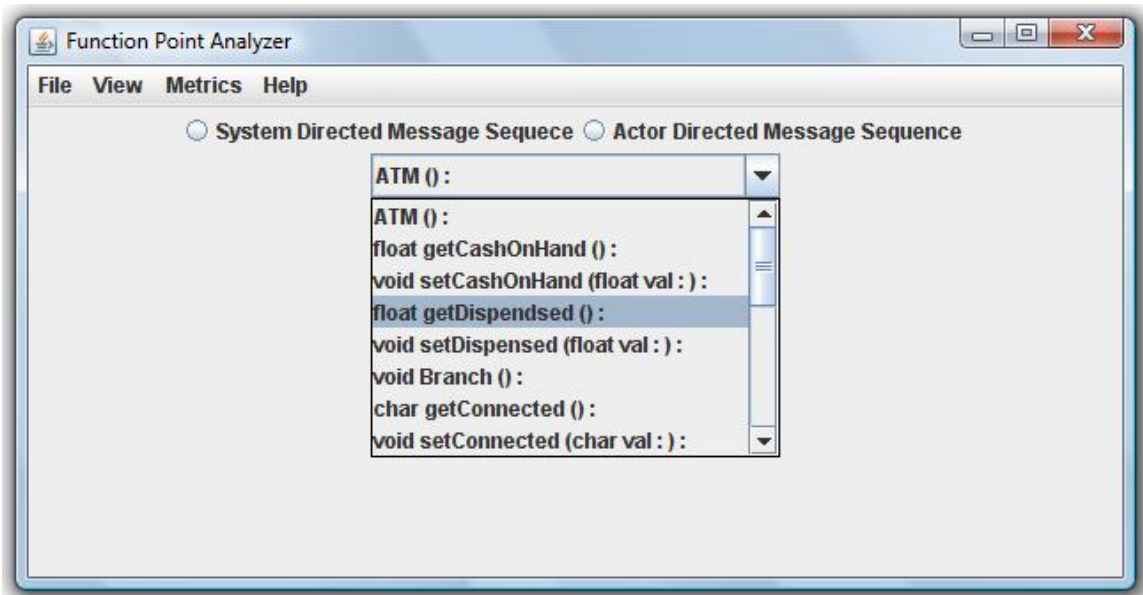 Function Point Analyzer
File View Metrics Help
System Directed Message Sequece Actor Directed Message Sequence
ATM () :
ATM () :
float getCashOnHand () :
void setCashOnHand (float val : ) :
float getDispendsed () :
void setDispensed (float val : ) :
void Branch () :
char getConnected () :
void setConnected (char val : ) :